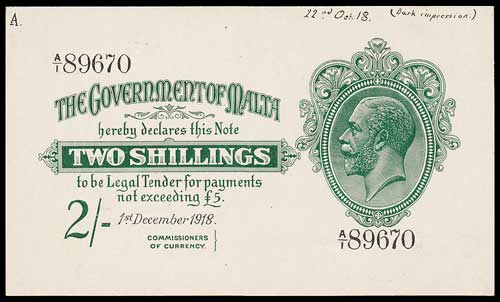 A.
22nd Oct. 18. (Dark impression.)
A/1 89670
THE GOVERNMENT OF MALTA
hereby declares this Note
TWO SHILLINGS
to be Legal Tender for payments
not exceeding £5.
2/-
1st December 1918.
COMMISSIONERS
OF CURRENCY.
A/1 89670